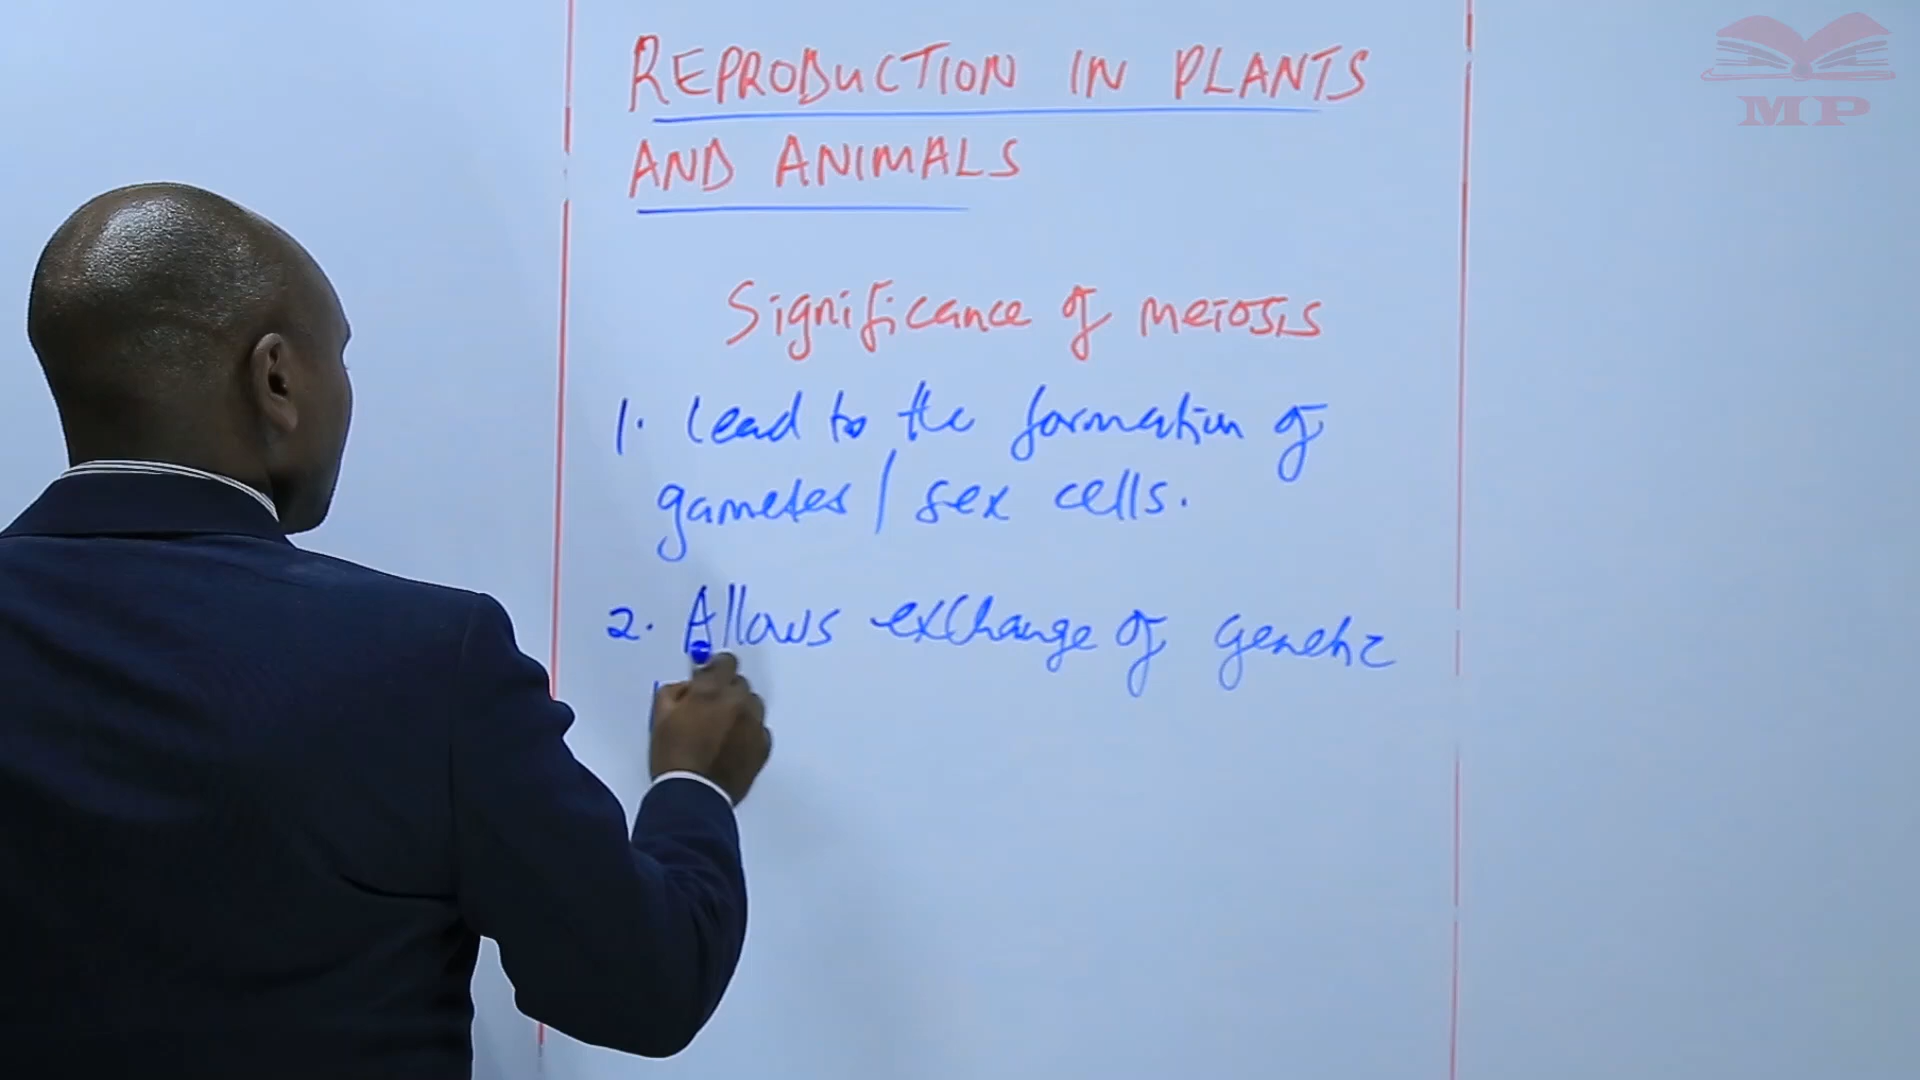 REPRODUCTION IN PLANTS
AND ANIMALS
Significance of meiosis
1. Lead to the formation of
gametes / sex cells.
2. Allows exchange of genetic
MP